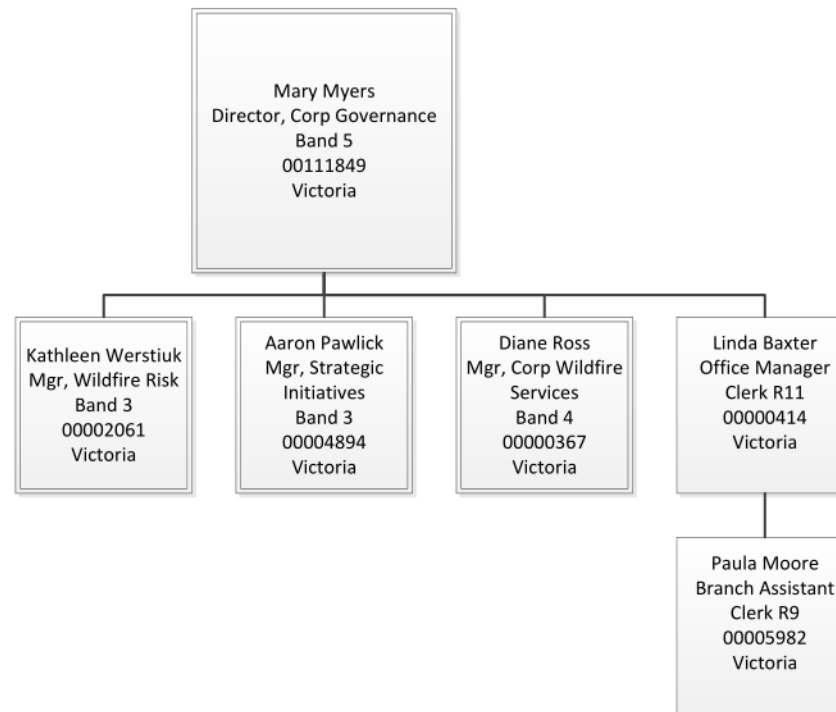 Mary Myers
Director, Corp Governance
Band 5
00111849
Victoria
Kathleen Werstiuk
Mgr, Wildfire Risk
Band 3
00002061
Victoria
Aaron Pawlick
Mgr, Strategic
Initiatives
Band 3
00004894
Victoria
Diane Ross
Mgr, Corp Wildfire
Services
Band 4
00000367
Victoria
Linda Baxter
Office Manager
Clerk R11
00000414
Victoria
Paula Moore
Branch Assistant
Clerk R9
00005982
Victoria